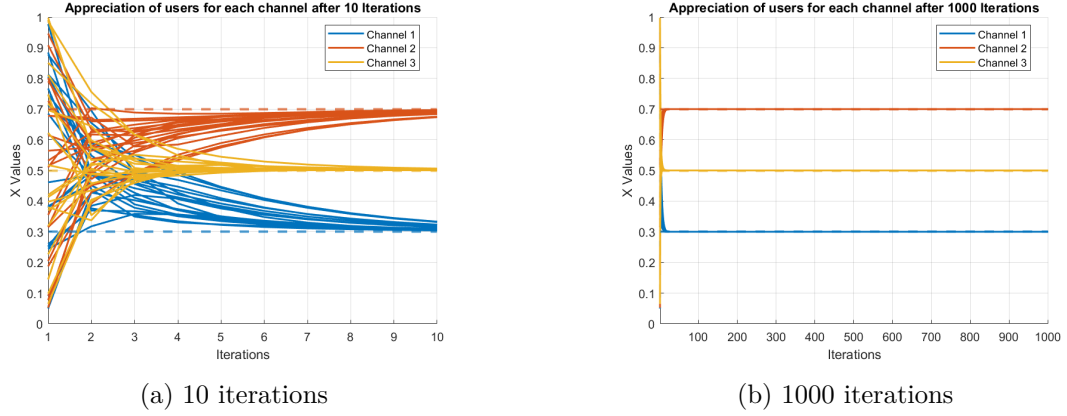 Appreciation of users for each channel after 10 Iterations
1
0.9
0.8
0.7
0.6
0.5
0.4
0.3
0.2
0.1
0
X Values
Channel 1
Channel 2
Channel 3
1 2 3 4 5 6 7 8 9 10
Iterations
(a) 10 iterations
Appreciation of users for each channel after 1000 Iterations
1
0.9
0.8
0.7
0.6
0.5
0.4
0.3
0.2
0.1
0
X Values
Channel 1
Channel 2
Channel 3
100 200 300 400 500 600 700 800 900 1000
Iterations
(b) 1000 iterations